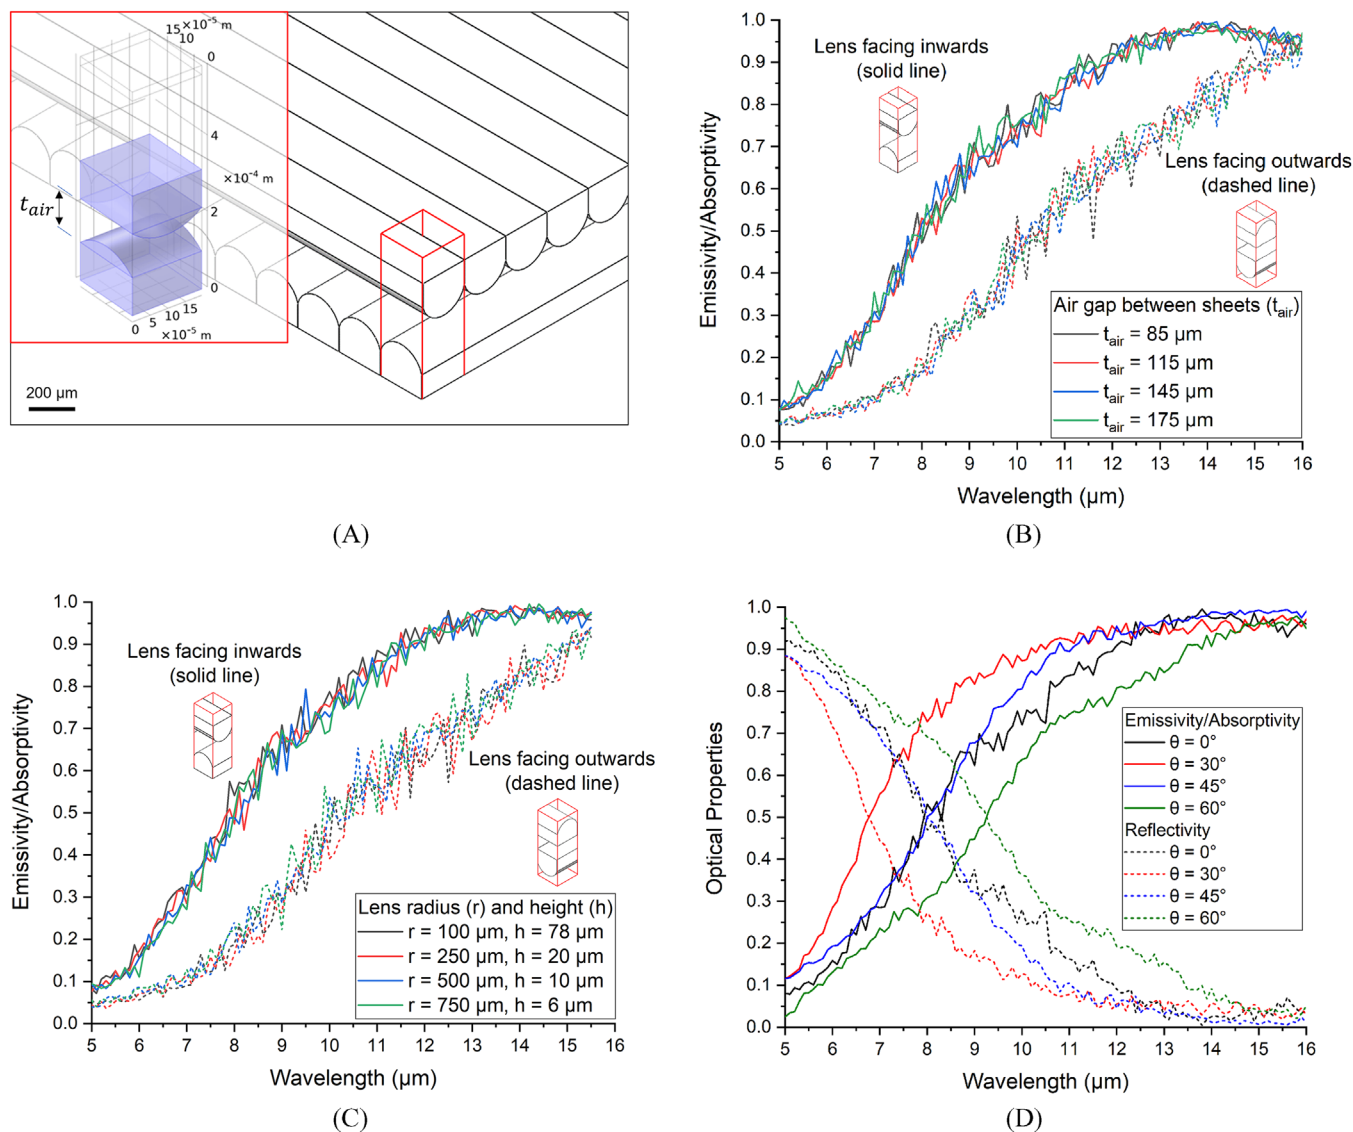 15
×10⁻⁵ m
10
0
4
×10⁻⁴ m
2
0
t_air
0 5 10 15
×10⁻⁵ m
200 µm
(A)
1.0
0.9
0.8
0.7
0.6
0.5
0.4
0.3
0.2
0.1
0.0
Emissivity/Absorptivity
Lens facing inwards
(solid line)
Lens facing outwards
(dashed line)
Air gap between sheets (t_air)
t_air = 85 µm
t_air = 115 µm
t_air = 145 µm
t_air = 175 µm
5 6 7 8 9 10 11 12 13 14 15 16
Wavelength (µm)
(B)
1.0
0.9
0.8
0.7
0.6
0.5
0.4
0.3
0.2
0.1
0.0
Emissivity/Absorptivity
Lens facing inwards
(solid line)
Lens facing outwards
(dashed line)
Lens radius (r) and height (h)
r = 100 µm, h = 78 µm
r = 250 µm, h = 20 µm
r = 500 µm, h = 10 µm
r = 750 µm, h = 6 µm
5 6 7 8 9 10 11 12 13 14 15 16
Wavelength (µm)
(C)
1.0
0.9
0.8
0.7
0.6
0.5
0.4
0.3
0.2
0.1
0.0
Optical Properties
Emissivity/Absorptivity
θ = 0°
θ = 30°
θ = 45°
θ = 60°
Reflectivity
θ = 0°
θ = 30°
θ = 45°
θ = 60°
5 6 7 8 9 10 11 12 13 14 15 16
Wavelength (µm)
(D)